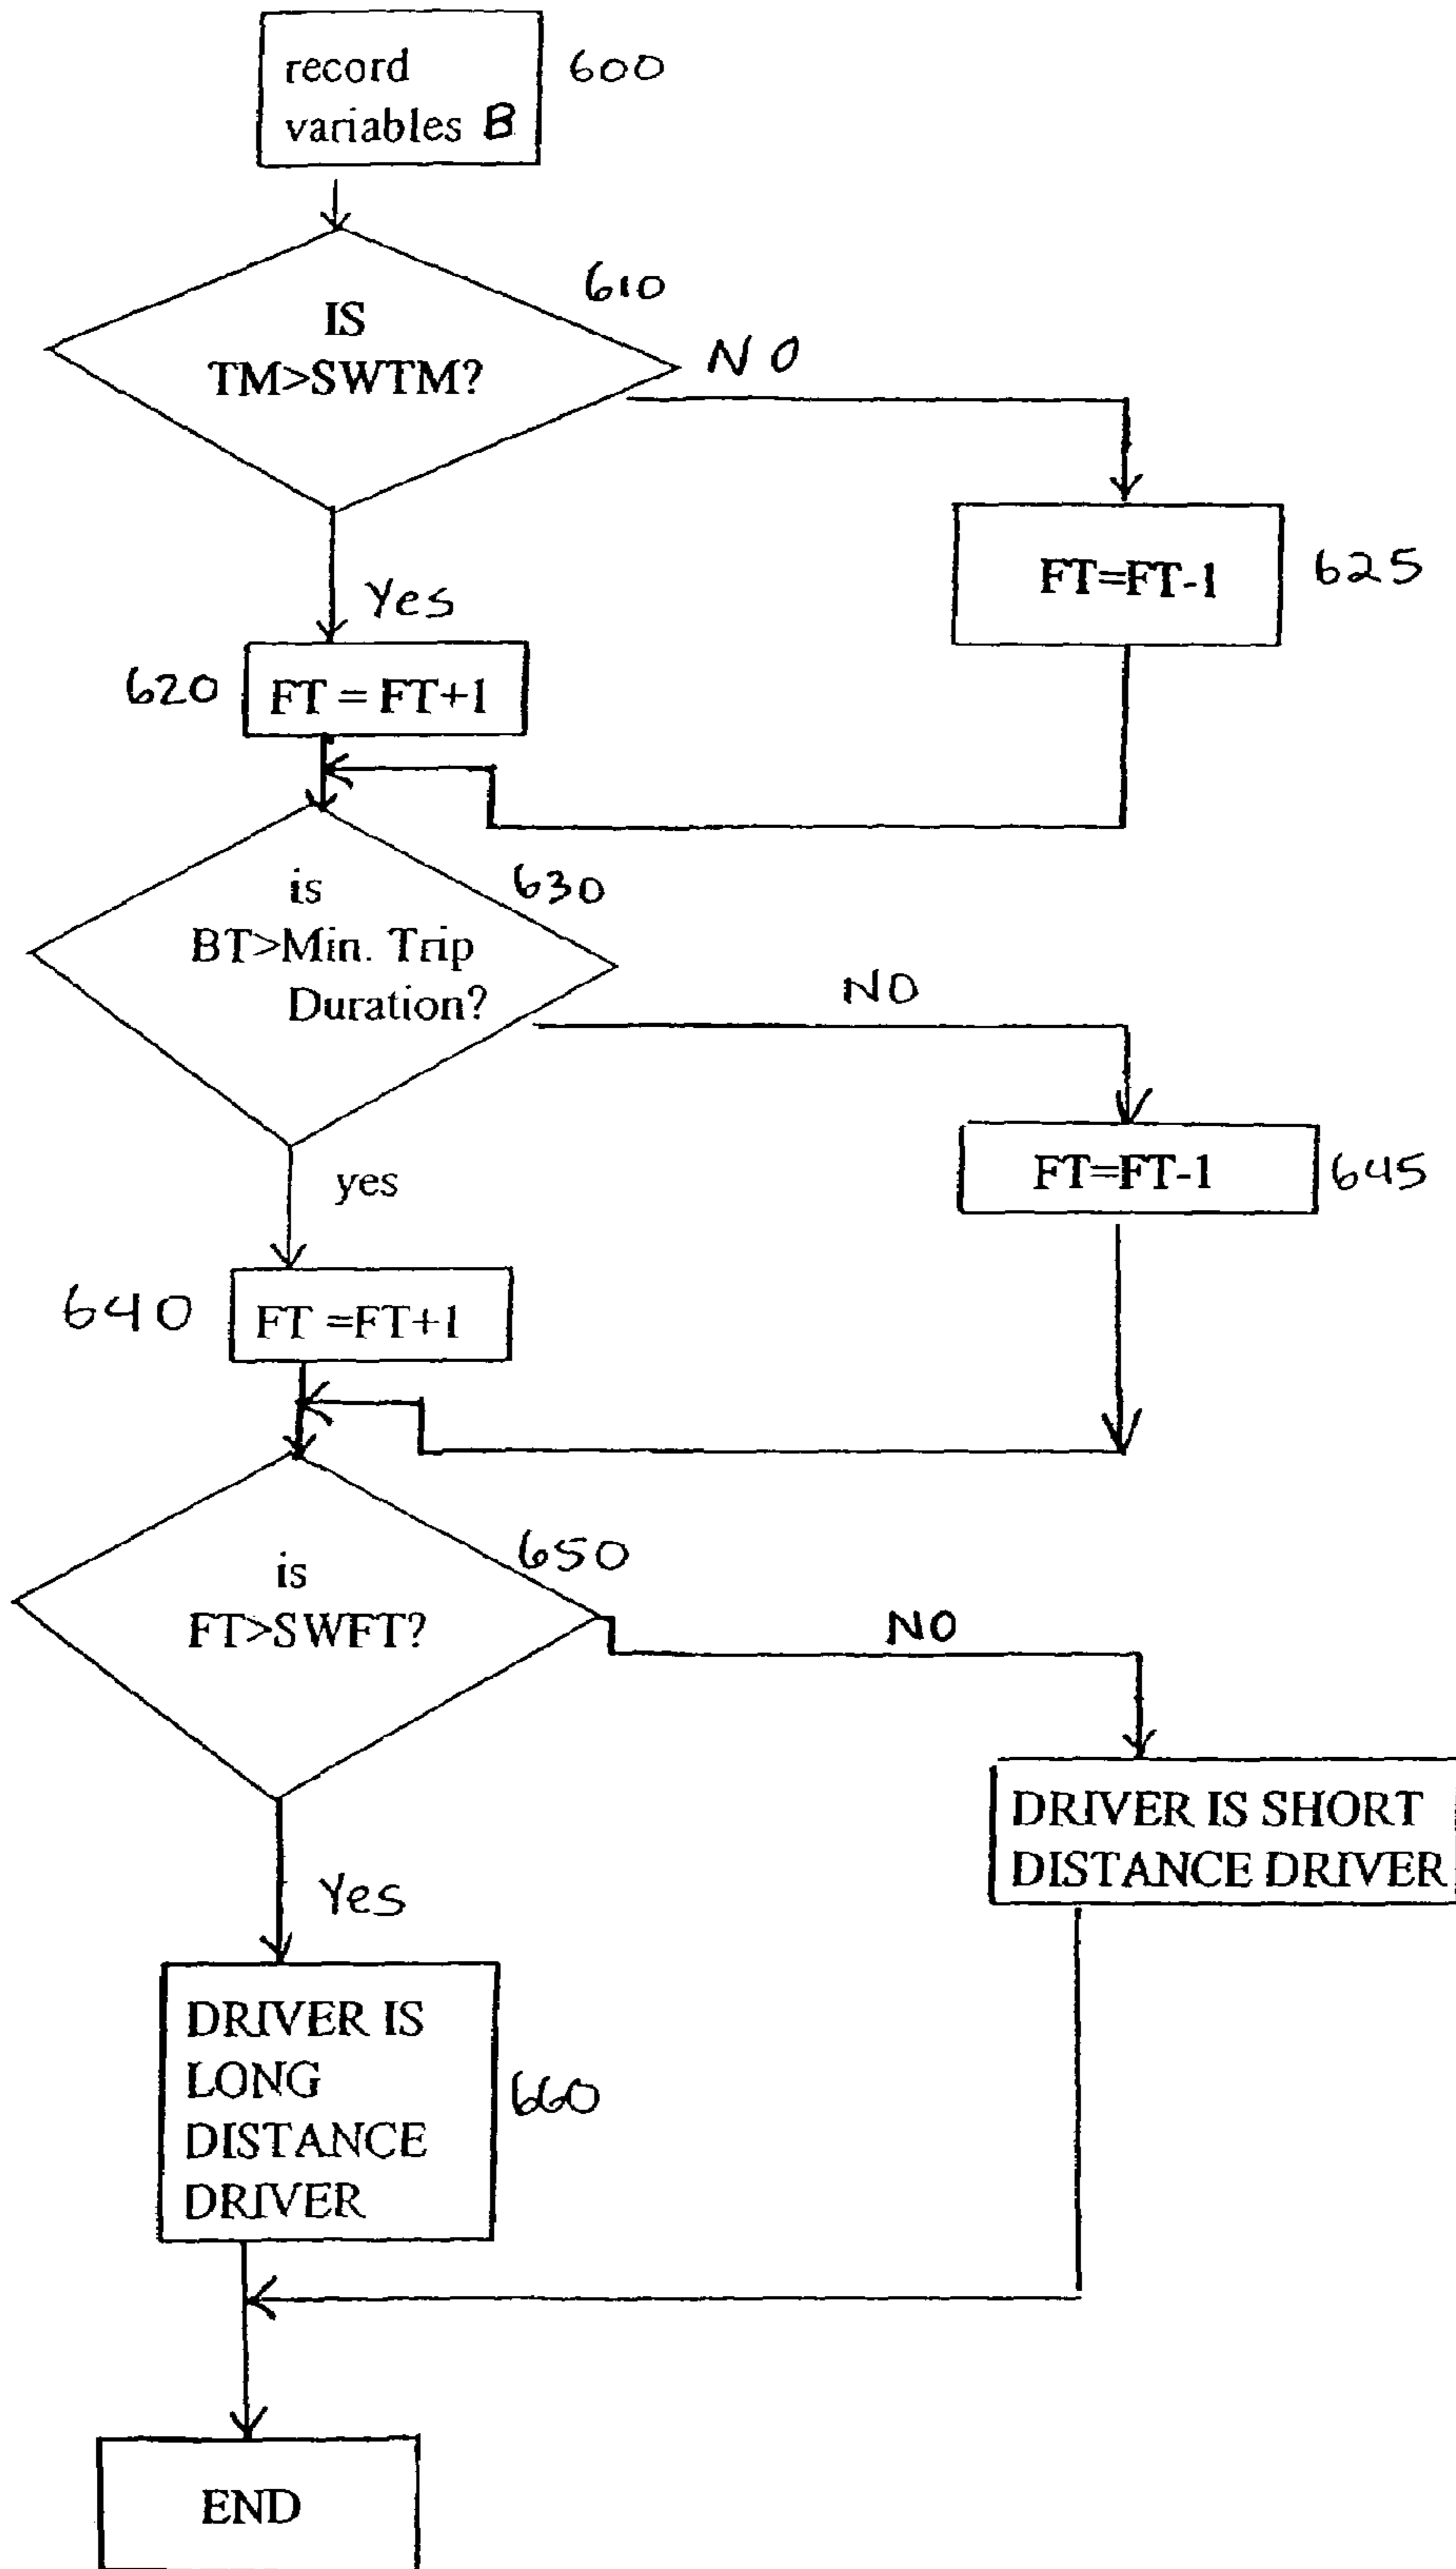 record
variables B
600
IS
TM>SWTM?
610
NO
FT=FT-1
625
Yes
620
FT = FT+1
is
BT>Min. Trip
Duration?
630
NO
FT=FT-1
645
yes
640
FT =FT+1
is
FT>SWFT?
650
NO
DRIVER IS SHORT
DISTANCE DRIVER
Yes
DRIVER IS
LONG
DISTANCE
DRIVER
660
END